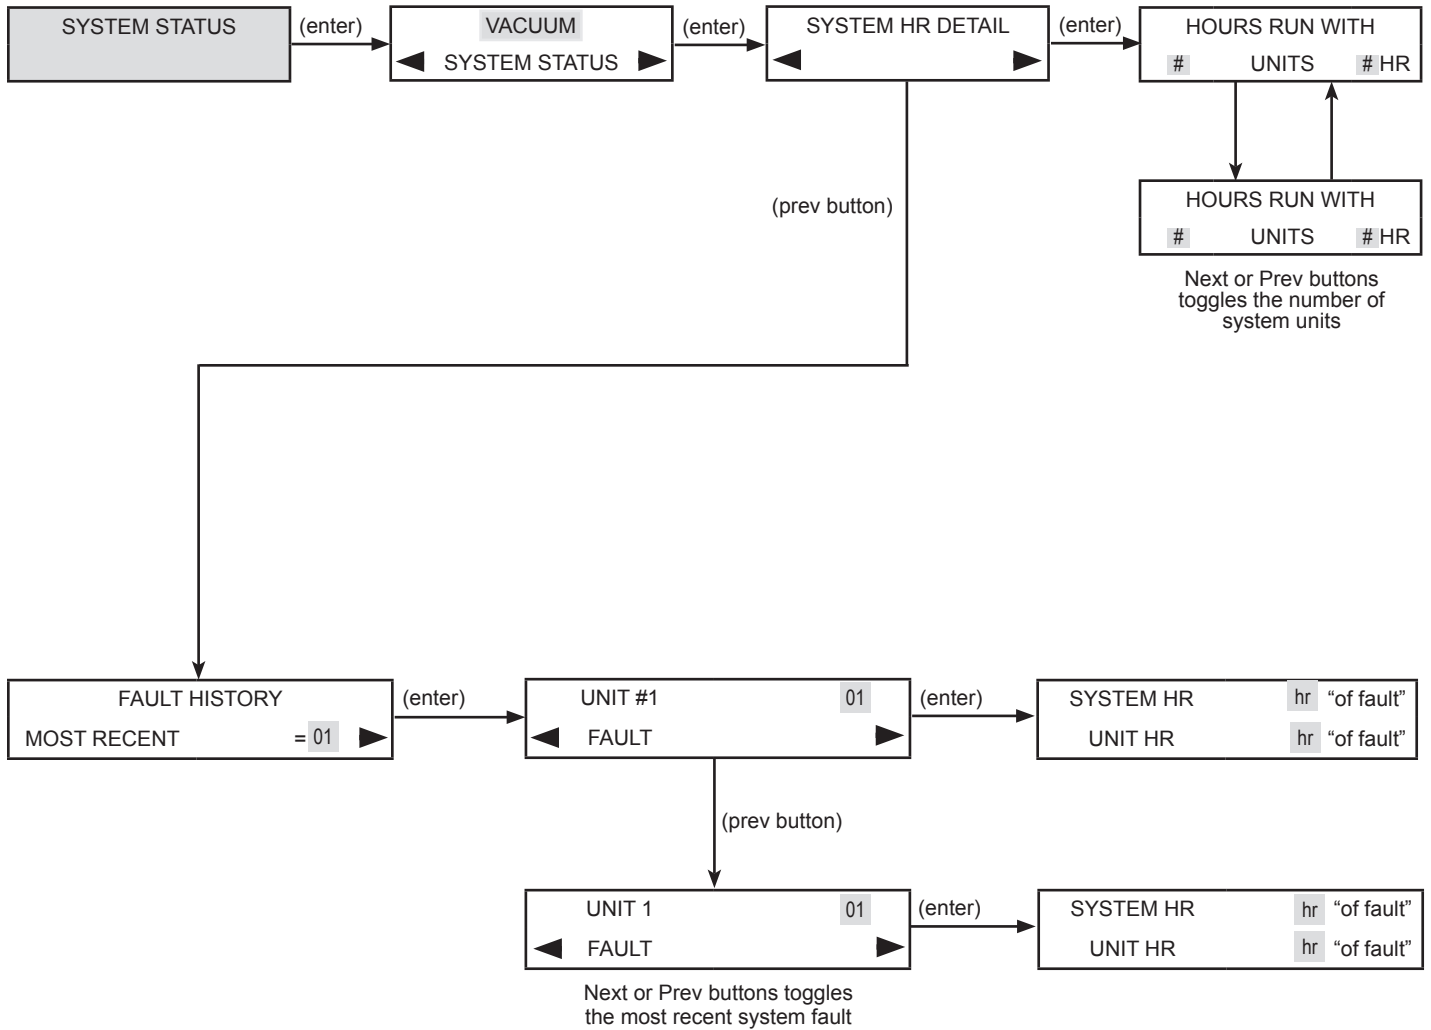 SYSTEM STATUS
(enter)
VACUUM
SYSTEM STATUS
(enter)
SYSTEM HR DETAIL
(enter)
HOURS RUN WITH
# UNITS # HR
(prev button)
HOURS RUN WITH
# UNITS # HR
Next or Prev buttons
toggles the number of
system units
FAULT HISTORY
MOST RECENT = 01
(enter)
UNIT #1 01
FAULT
(enter)
SYSTEM HR hr “of fault”
UNIT HR hr “of fault”
(prev button)
UNIT 1 01
FAULT
(enter)
SYSTEM HR hr “of fault”
UNIT HR hr “of fault”
Next or Prev buttons toggles
the most recent system fault